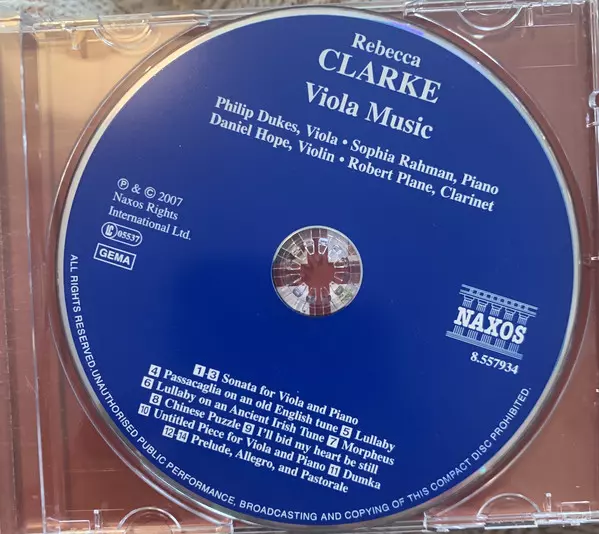 Rebecca
CLARKE
Viola Music
Philip Dukes, Viola • Sophia Rahman, Piano
Daniel Hope, Violin • Robert Plane, Clarinet
℗ & © 2007
Naxos Rights
International Ltd.
LC 05537
GEMA
NAXOS
8.557934
1-3 Sonata for Viola and Piano
4 Passacaglia on an old English tune 5 Lullaby
6 Lullaby on an Ancient Irish Tune 7 Morpheus
8 Chinese Puzzle 9 I'll bid my heart be still
10 Untitled Piece for Viola and Piano 11 Dumka
12-14 Prelude, Allegro, and Pastorale
ALL RIGHTS RESERVED.UNAUTHORISED PUBLIC PERFORMANCE, BROADCASTING AND COPYING OF THIS COMPACT DISC PROHIBITED.